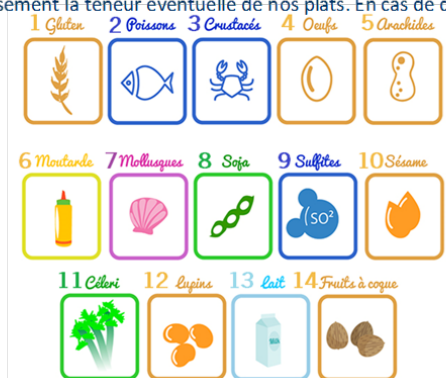 sement la teneur éventuelle de nos plats. En cas de
1 Gluten 2 Poissons 3 Crustacés 4 Oeufs 5 Arachides
6 Moutarde 7 Mollusques 8 Soja 9 Sulfites 10 Sésame
(SO²
11 Céleri 12 Lupins 13 Lait 14 Fruits à coque